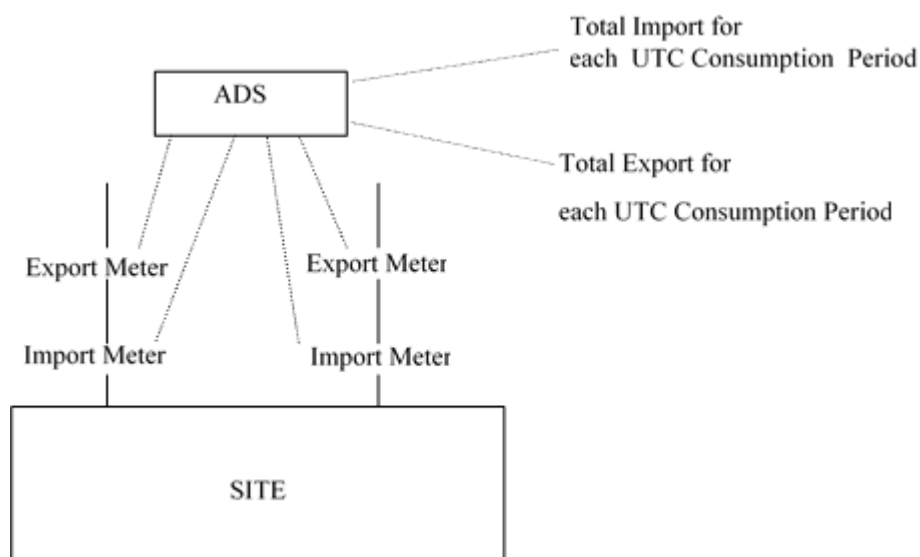 Total Import for
each UTC Consumption Period
ADS
Total Export for
each UTC Consumption Period
Export Meter
Export Meter
Import Meter
Import Meter
SITE